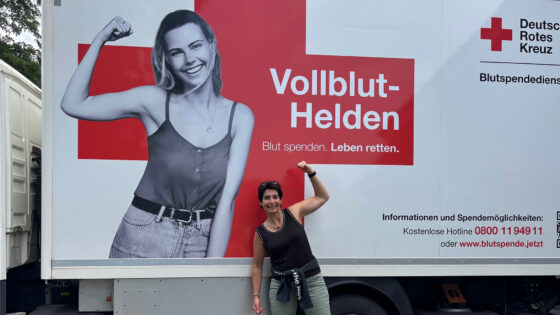 Deutsches
Rotes
Kreuz
Vollblut-
Helden
Blut spenden. Leben retten.
Informationen und Spendemöglichkeiten:
Kostenlose Hotline 0800 11 949 11
oder www.blutspende.jetzt